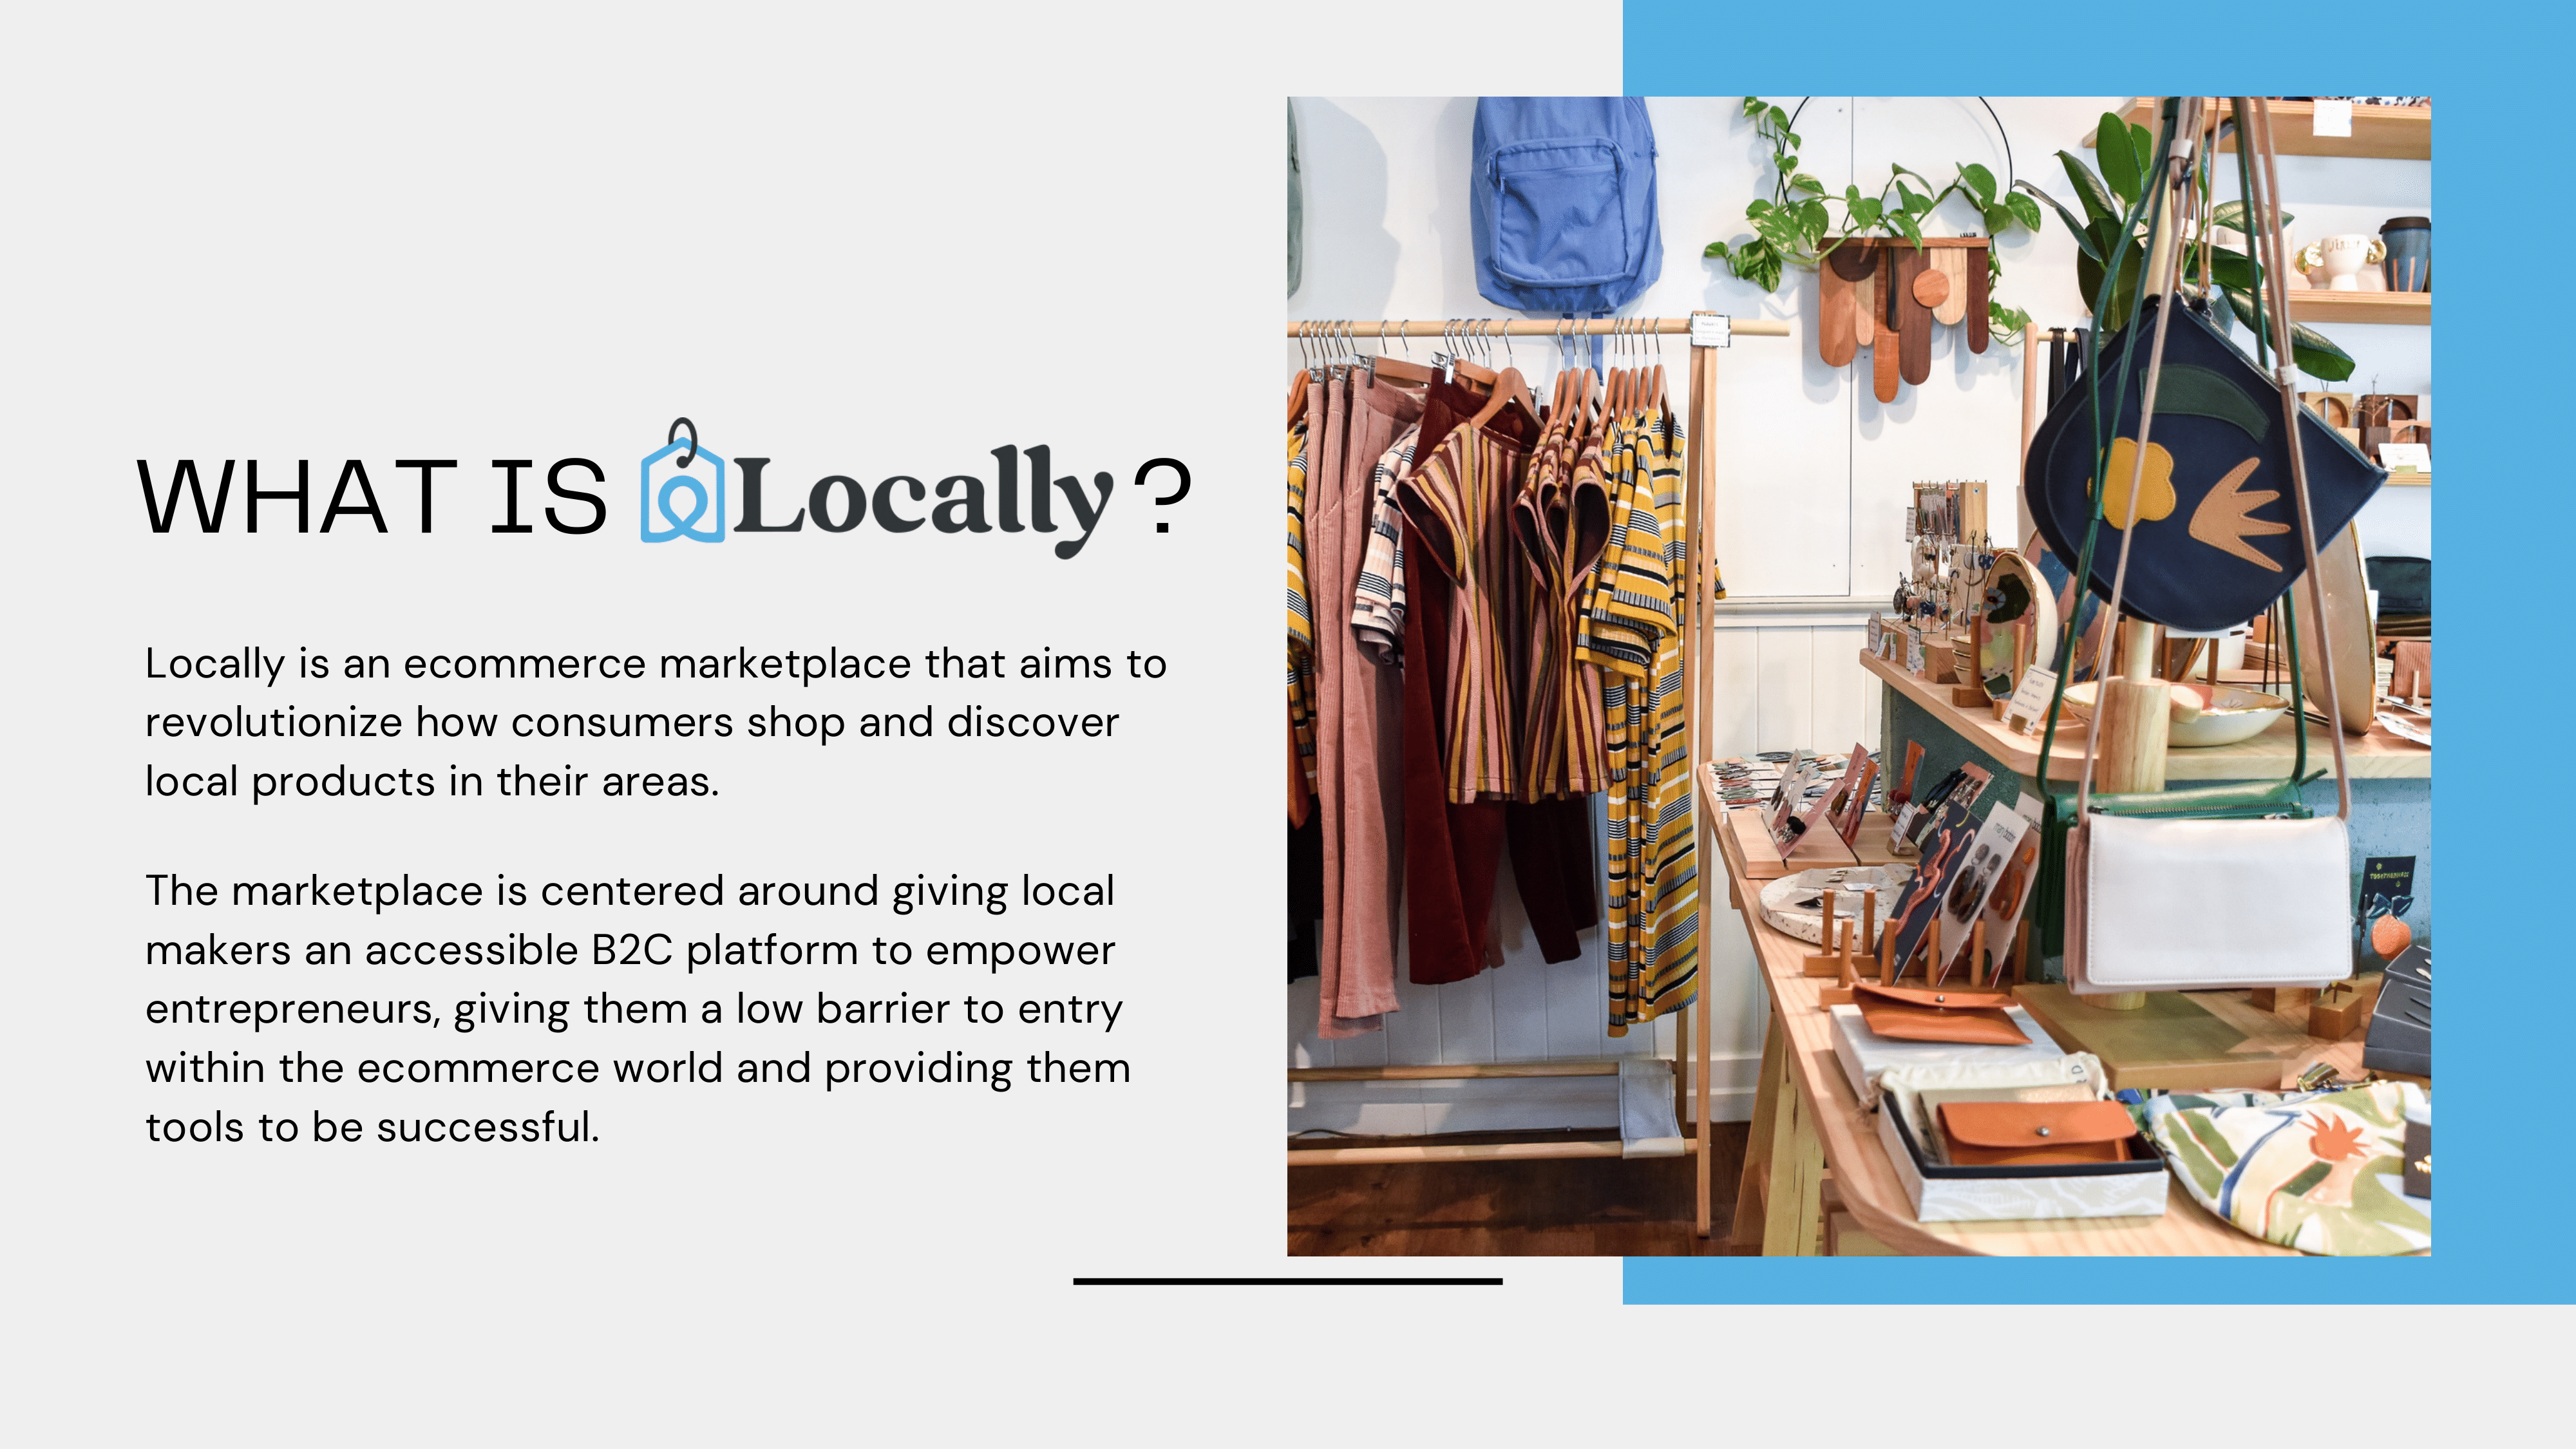 WHAT IS Locally ?
Locally is an ecommerce marketplace that aims to
revolutionize how consumers shop and discover
local products in their areas.
The marketplace is centered around giving local
makers an accessible B2C platform to empower
entrepreneurs, giving them a low barrier to entry
within the ecommerce world and providing them
tools to be successful.